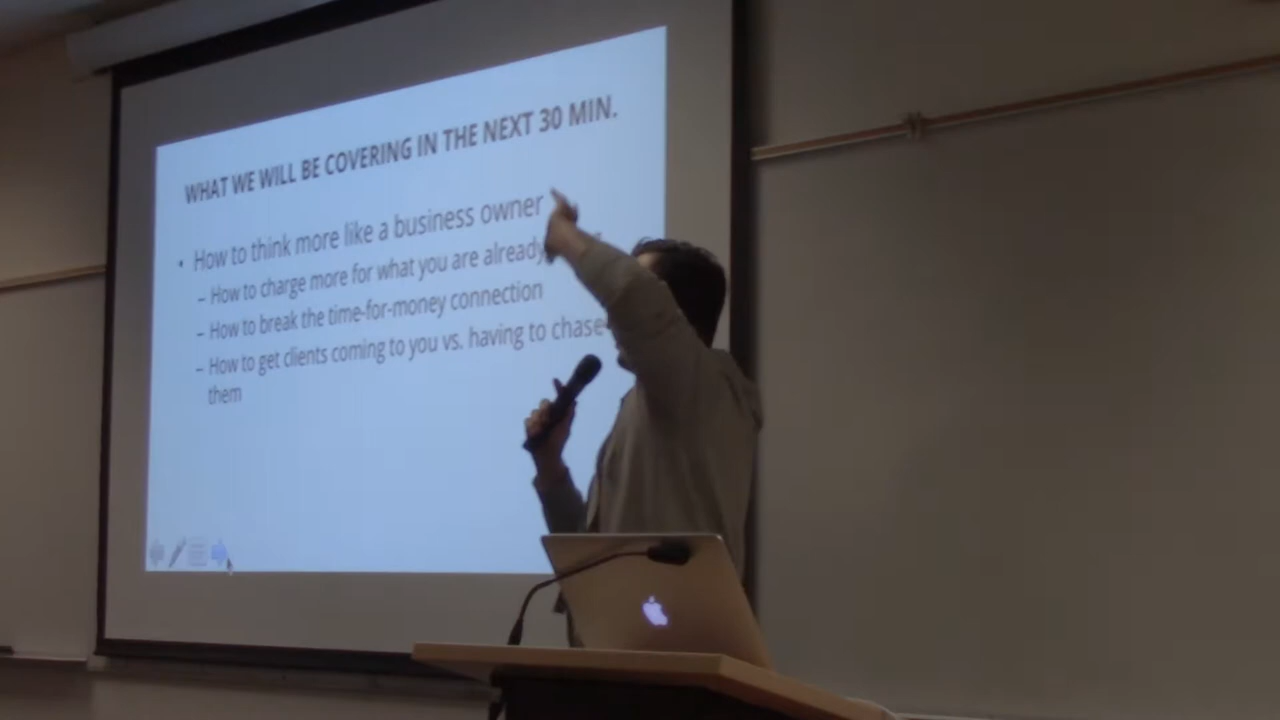 WHAT WE WILL BE COVERING IN THE NEXT 30 MIN.
• How to think more like a business owner
– How to charge more for what you are already
– How to break the time-for-money connection
– How to get clients coming to you vs. having to chase
them